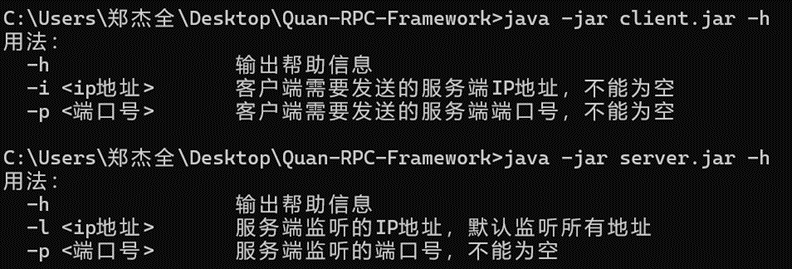 C:\Users\郑杰全\Desktop\Quan-RPC-Framework>java -jar client.jar -h
用法：
  -h             输出帮助信息
  -i <ip地址>      客户端需要发送的服务端IP地址，不能为空
  -p <端口号>      客户端需要发送的服务端端口号，不能为空
C:\Users\郑杰全\Desktop\Quan-RPC-Framework>java -jar server.jar -h
用法：
  -h             输出帮助信息
  -l <ip地址>      服务端监听的IP地址，默认监听所有地址
  -p <端口号>      服务端监听的端口号，不能为空